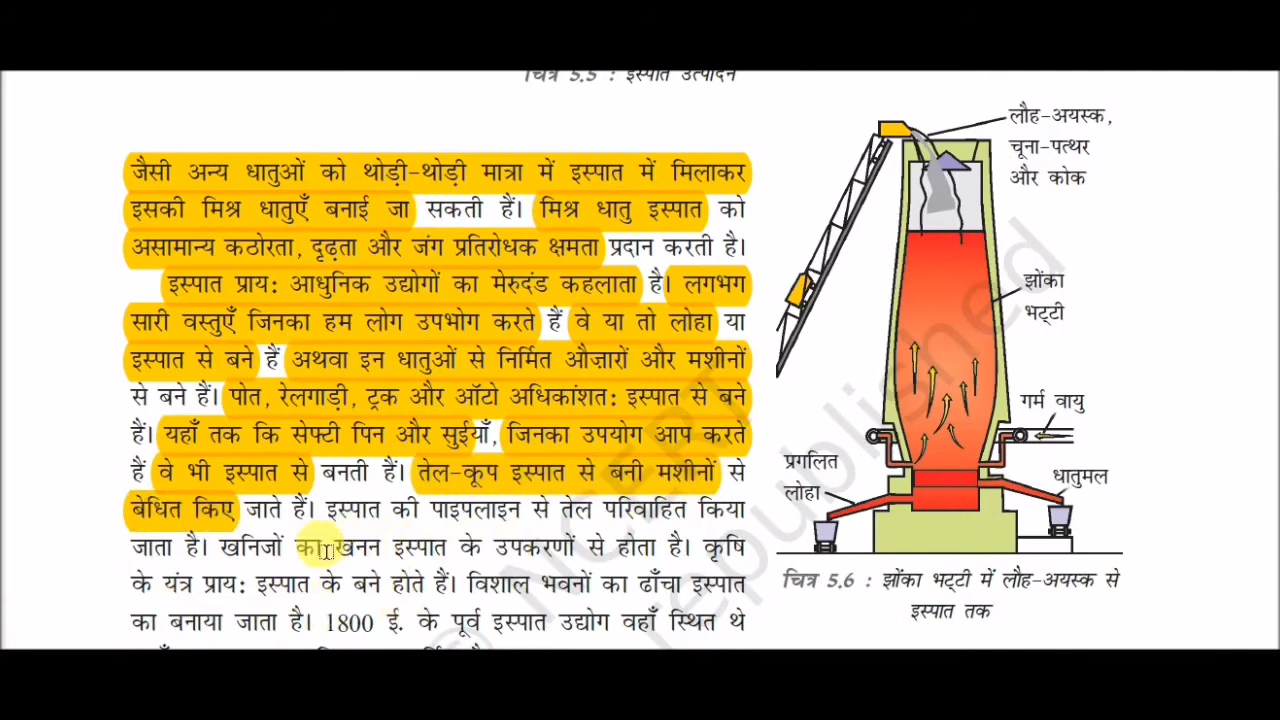 चित्र 5.5 : इस्पात उत्पादन
जैसी अन्य धातुओं को थोड़ी-थोड़ी मात्रा में इस्पात में मिलाकर
इसकी मिश्र धातुएँ बनाई जा सकती हैं। मिश्र धातु इस्पात को
असामान्य कठोरता, दृढ़ता और जंग प्रतिरोधक क्षमता प्रदान करती है।
इस्पात प्राय: आधुनिक उद्योगों का मेरुदंड कहलाता है। लगभग
सारी वस्तुएँ जिनका हम लोग उपभोग करते हैं वे या तो लोहा या
इस्पात से बने हैं अथवा इन धातुओं से निर्मित औज़ारों और मशीनों
से बने हैं। पोत, रेलगाड़ी, ट्रक और ऑटो अधिकांशत: इस्पात से बने
हैं। यहाँ तक कि सेफ्टी पिन और सुईयाँ, जिनका उपयोग आप करते
हैं वे भी इस्पात से बनती हैं। तेल-कूप इस्पात से बनी मशीनों से
बेधित किए जाते हैं। इस्पात की पाइपलाइन से तेल परिवाहित किया
जाता है। खनिजों का खनन इस्पात के उपकरणों से होता है। कृषि
के यंत्र प्राय: इस्पात के बने होते हैं। विशाल भवनों का ढाँचा इस्पात
का बनाया जाता है। 1800 ई. के पूर्व इस्पात उद्योग वहाँ स्थित थे
लौह-अयस्क,
चूना-पत्थर
और कोक
झोंका
भट्टी
गर्म वायु
प्रगलित
लोहा
धातुमल
चित्र 5.6 : झोंका भट्टी में लौह-अयस्क से
इस्पात तक
© NCERT
republished